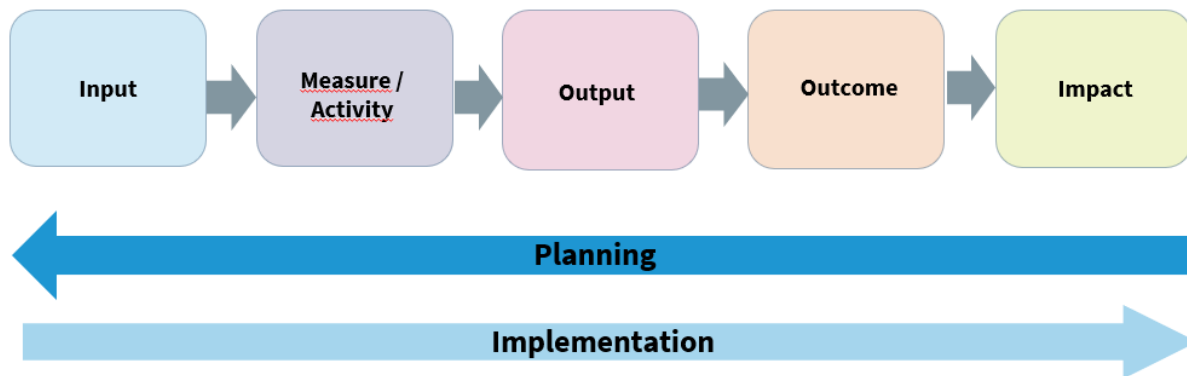 Input
Measure /
Activity
Output
Outcome
Impact
Planning
Implementation